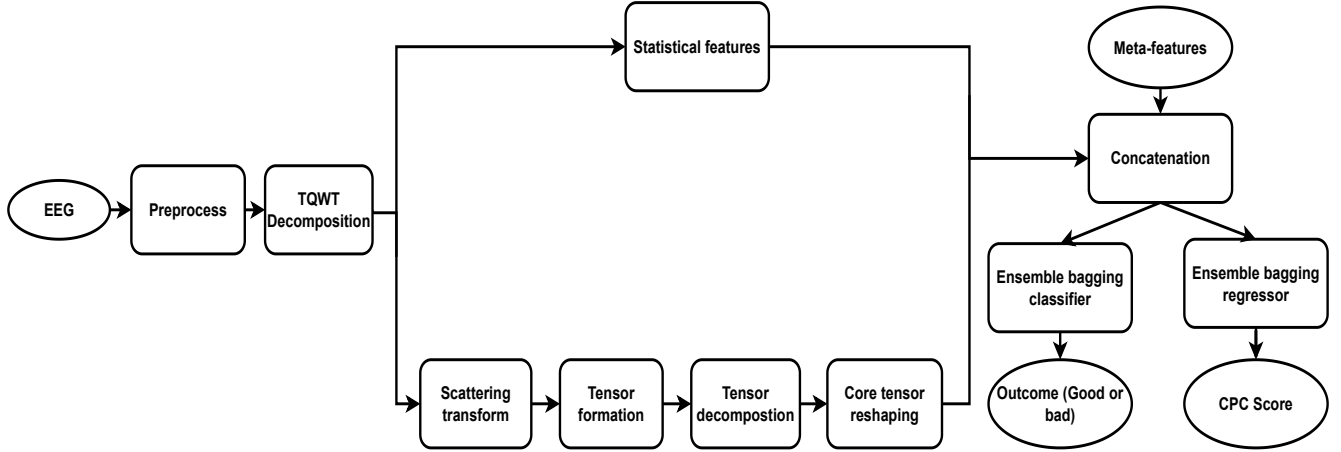 Statistical features
Meta-features
Concatenation
EEG
Preprocess
TQWT
Decomposition
Ensemble bagging
classifier
Ensemble bagging
regressor
Scattering
transform
Tensor
formation
Tensor
decompostion
Core tensor
reshaping
Outcome (Good or
bad)
CPC Score